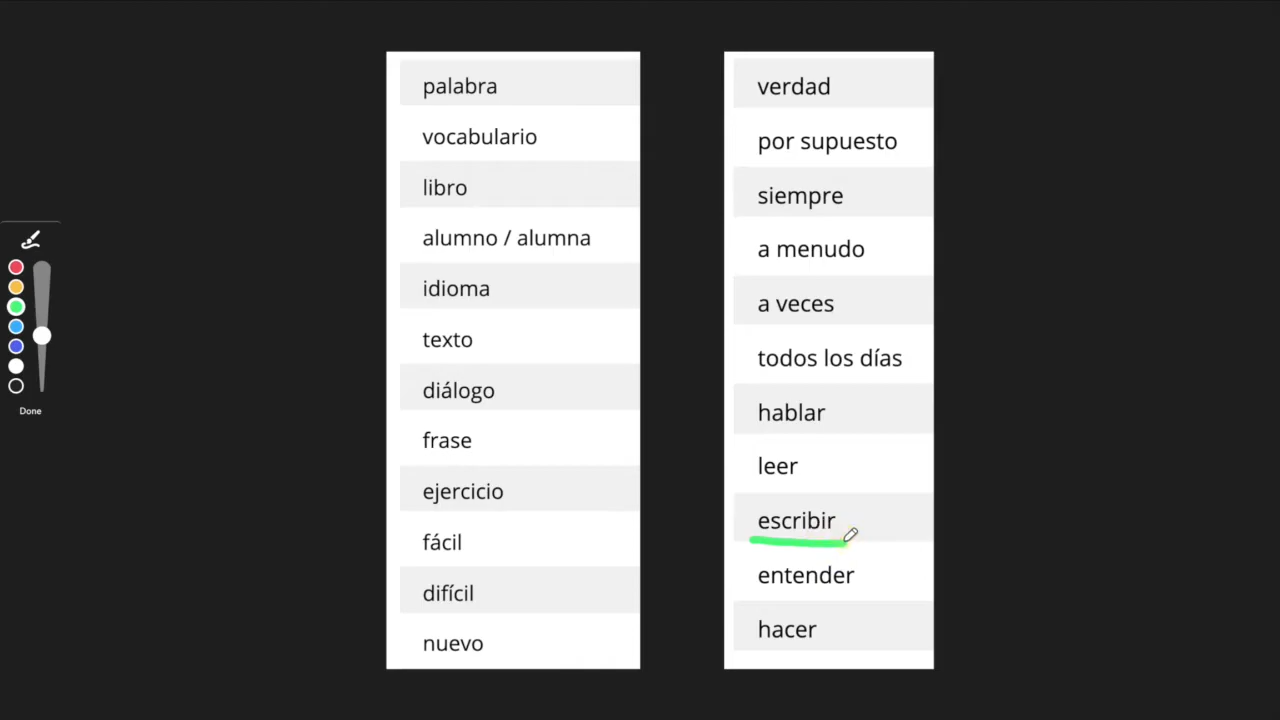 palabra
vocabulario
libro
alumno / alumna
idioma
texto
diálogo
frase
ejercicio
fácil
difícil
nuevo
verdad
por supuesto
siempre
a menudo
a veces
todos los días
hablar
leer
escribir
entender
hacer
Done